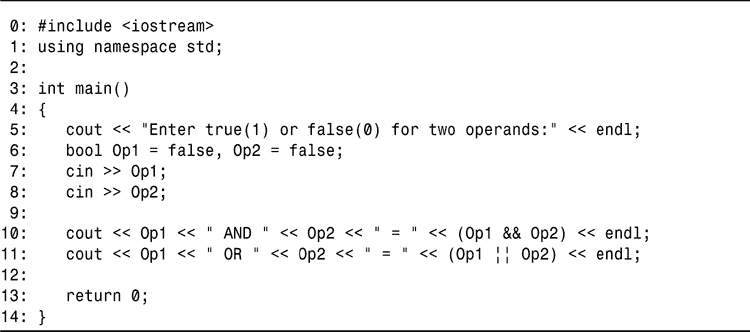 0: #include <iostream>
1: using namespace std;
2:
3: int main()
4: {
5:    cout << "Enter true(1) or false(0) for two operands:" << endl;
6:    bool Op1 = false, Op2 = false;
7:    cin >> Op1;
8:    cin >> Op2;
9:
10:    cout << Op1 << " AND " << Op2 << " = " << (Op1 && Op2) << endl;
11:    cout << Op1 << " OR " << Op2 << " = " << (Op1 ¦¦ Op2) << endl;
12:
13:    return 0;
14: }